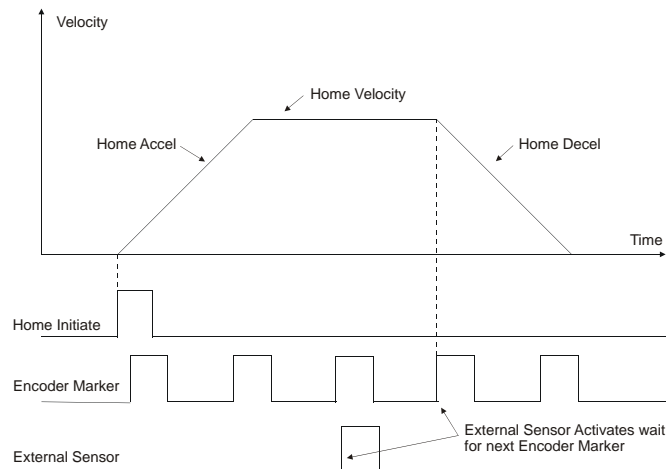 Velocity
Home Velocity
Home Accel
Home Decel
Time
Home Initiate
Encoder Marker
External Sensor Activates wait
for next Encoder Marker
External Sensor